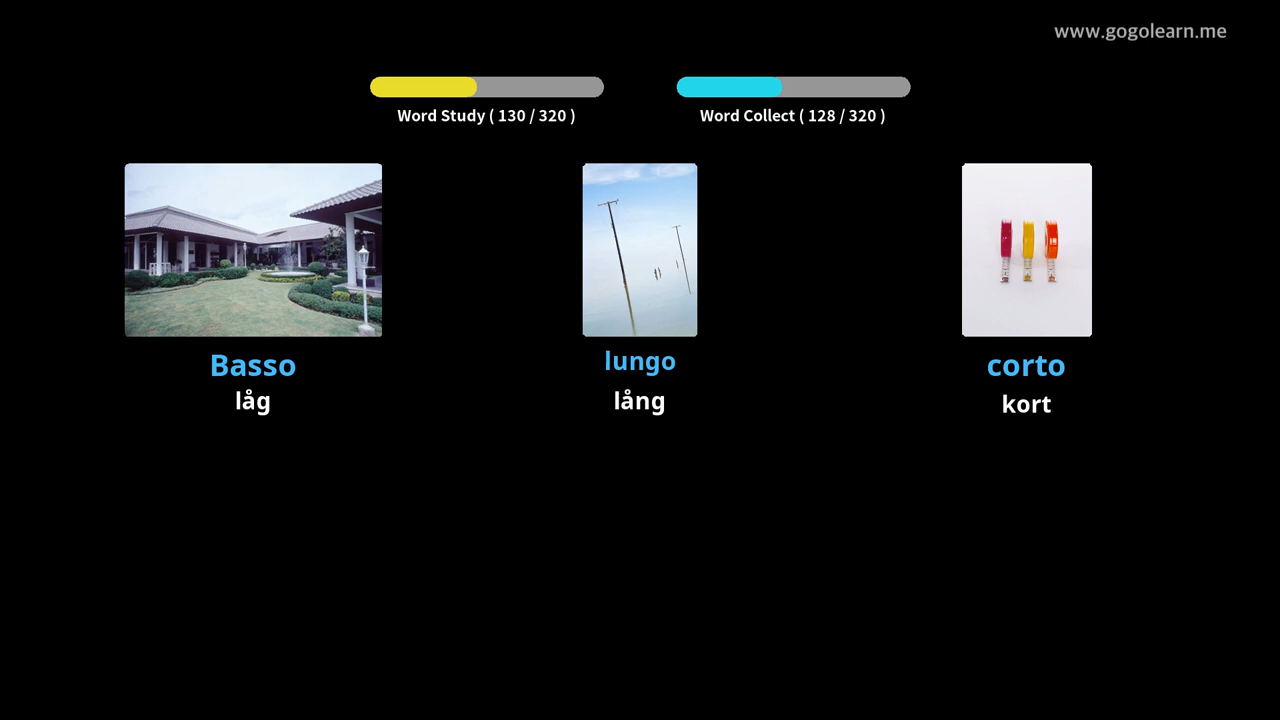 www.gogolearn.me
Word Study ( 130 / 320 )
Word Collect ( 128 / 320 )
Basso
låg
lungo
lång
corto
kort